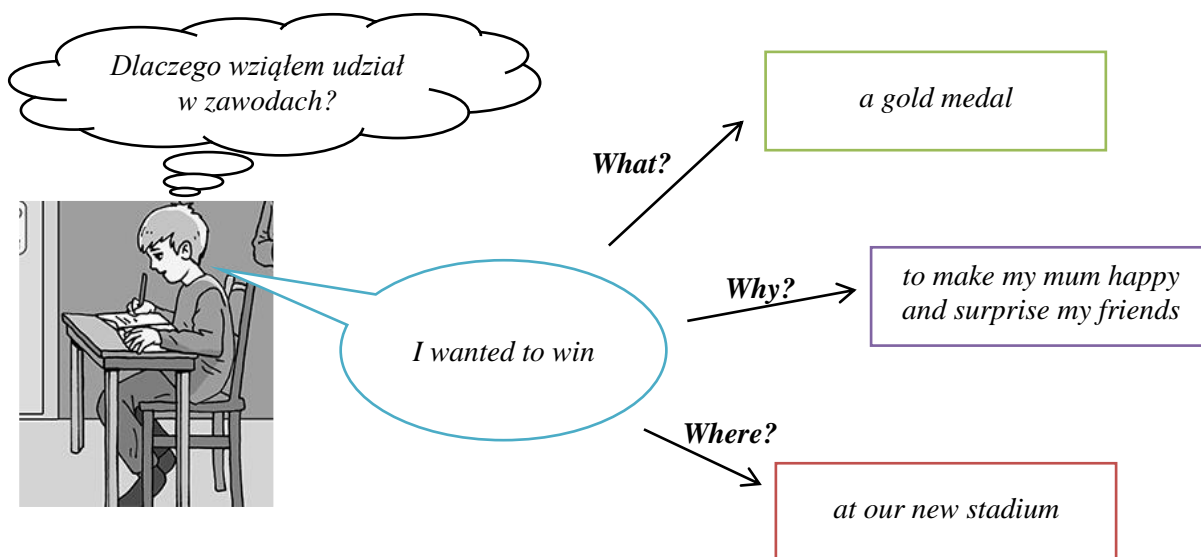 Dlaczego wziąłem udział
w zawodach?
a gold medal
What?
to make my mum happy
and surprise my friends
Why?
I wanted to win
Where?
at our new stadium